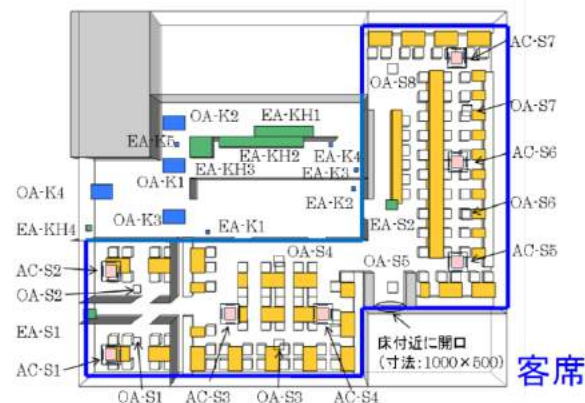 AC-S7
OA-S8
OA-K2
EA-KH1
OA-S7
EA-K5
EA-KH2
EA-K4
EA-KH3
EA-K3
AC-S6
OA-K4
OA-K1
EA-K2
OA-K3
EA-K1
EA-S2
OA-S6
EA-KH4
OA-S4
AC-S5
AC-S2
OA-S5
OA-S2
EA-S1
床付近に開口
(寸法:1000×500)
客席
AC-S1
OA-S1
AC-S3
OA-S3
AC-S4